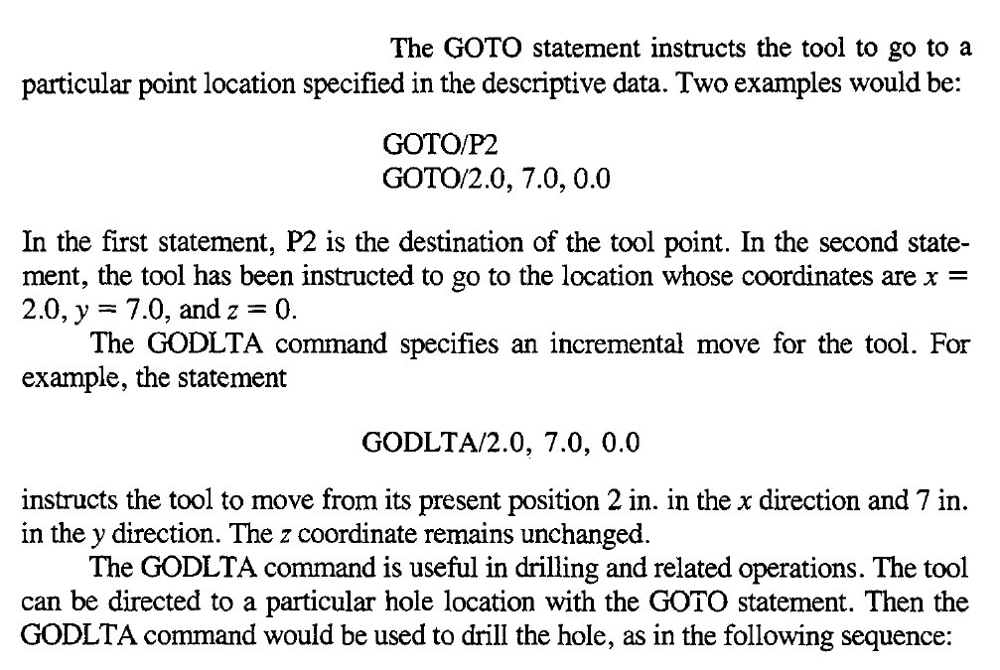 The GOTO statement instructs the tool to go to a
particular point location specified in the descriptive data. Two examples would be:
GOTO/P2
GOTO/2.0, 7.0, 0.0
In the first statement, P2 is the destination of the tool point. In the second state-
ment, the tool has been instructed to go to the location whose coordinates are x =
2.0, y = 7.0, and z = 0.
The GODLTA command specifies an incremental move for the tool. For
example, the statement
GODLTA/2.0, 7.0, 0.0
instructs the tool to move from its present position 2 in. in the x direction and 7 in.
in the y direction. The z coordinate remains unchanged.
The GODLTA command is useful in drilling and related operations. The tool
can be directed to a particular hole location with the GOTO statement. Then the
GODLTA command would be used to drill the hole, as in the following sequence: